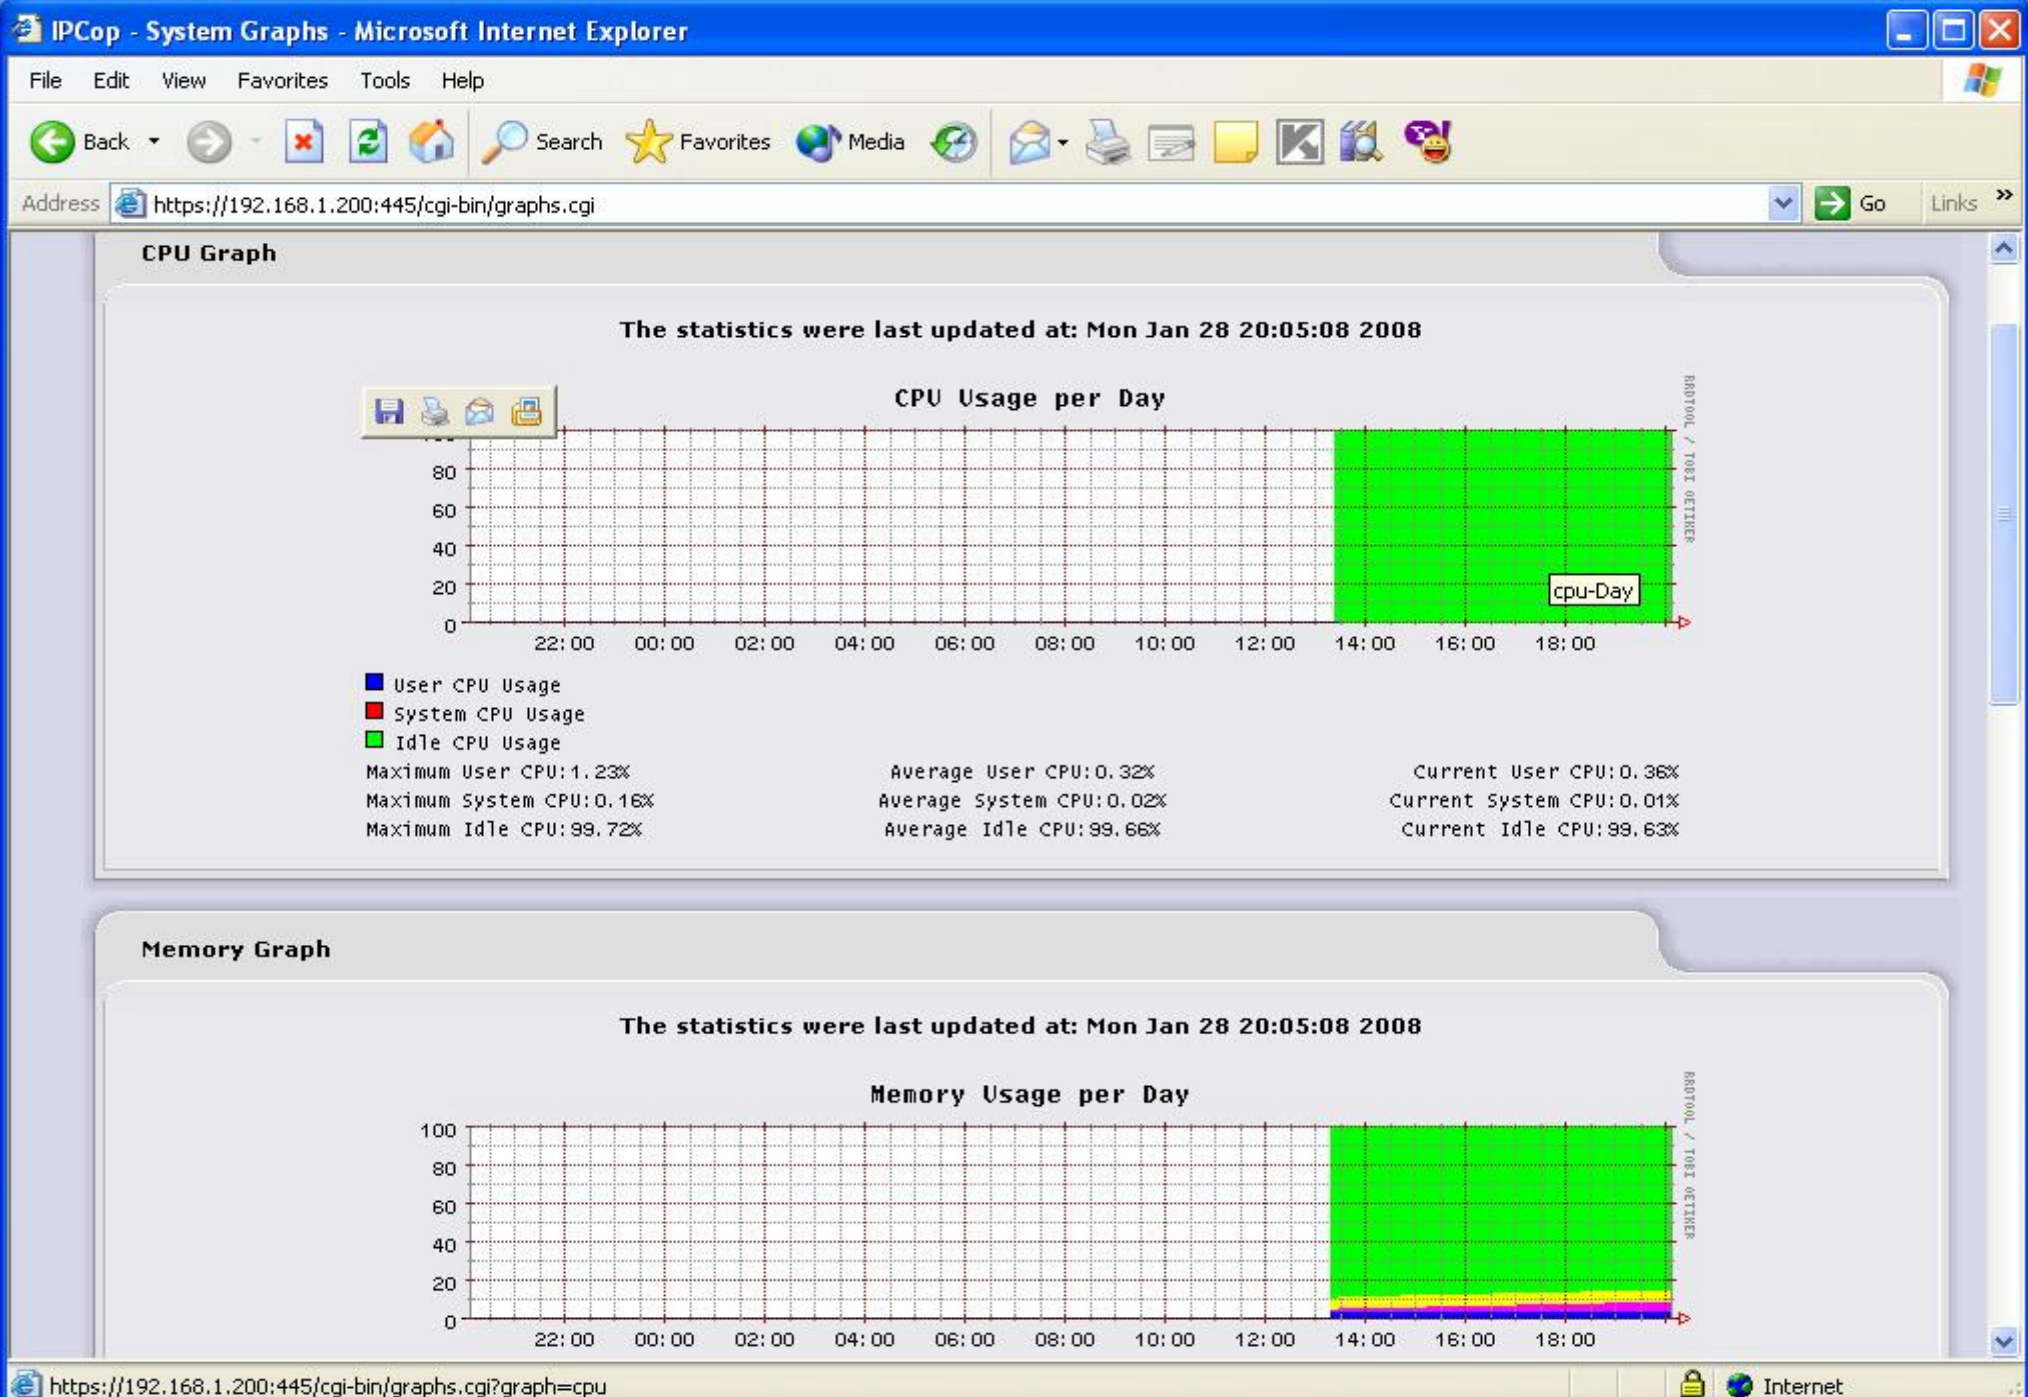 IPCop - System Graphs - Microsoft Internet Explorer
File Edit View Favorites Tools Help
Back Search Favorites Media
Address https://192.168.1.200:445/cgi-bin/graphs.cgi Go Links »
CPU Graph
The statistics were last updated at: Mon Jan 28 20:05:08 2008
CPU Usage per Day
RRDTOOL / TOBI OETIKER
80
60
40
20
0
cpu-Day
22:00 00:00 02:00 04:00 06:00 08:00 10:00 12:00 14:00 16:00 18:00
User CPU Usage
System CPU Usage
Idle CPU Usage
Maximum User CPU:1.23% Average User CPU:0.32% Current User CPU:0.36%
Maximum System CPU:0.16% Average System CPU:0.02% Current System CPU:0.01%
Maximum Idle CPU:99.72% Average Idle CPU:99.66% Current Idle CPU:99.63%
Memory Graph
The statistics were last updated at: Mon Jan 28 20:05:08 2008
Memory Usage per Day
RRDTOOL / TOBI OETIKER
100
80
60
40
20
0
22:00 00:00 02:00 04:00 06:00 08:00 10:00 12:00 14:00 16:00 18:00
https://192.168.1.200:445/cgi-bin/graphs.cgi?graph=cpu Internet